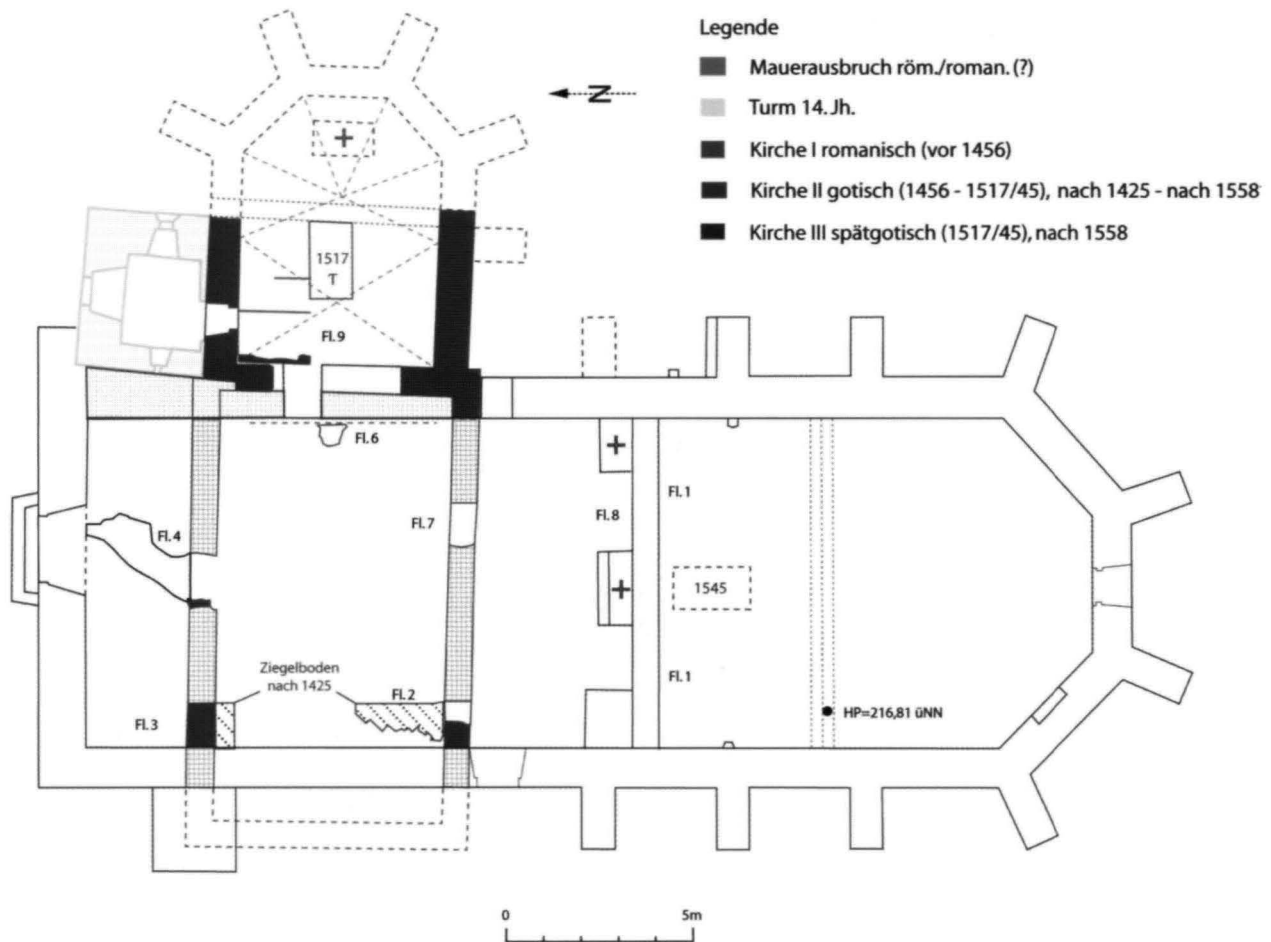 Legende
Mauerausbruch röm./roman. (?)
Turm 14. Jh.
Kirche I romanisch (vor 1456)
Kirche II gotisch (1456 - 1517/45), nach 1425 - nach 1558
Kirche III spätgotisch (1517/45), nach 1558
N
1517
T
Fl. 9
Fl. 6
Fl. 4
Fl. 7
Fl. 8
Fl. 1
1545
Fl. 1
Ziegelboden
nach 1425
Fl. 2
Fl. 3
HP=216,81 üNN
0 5m